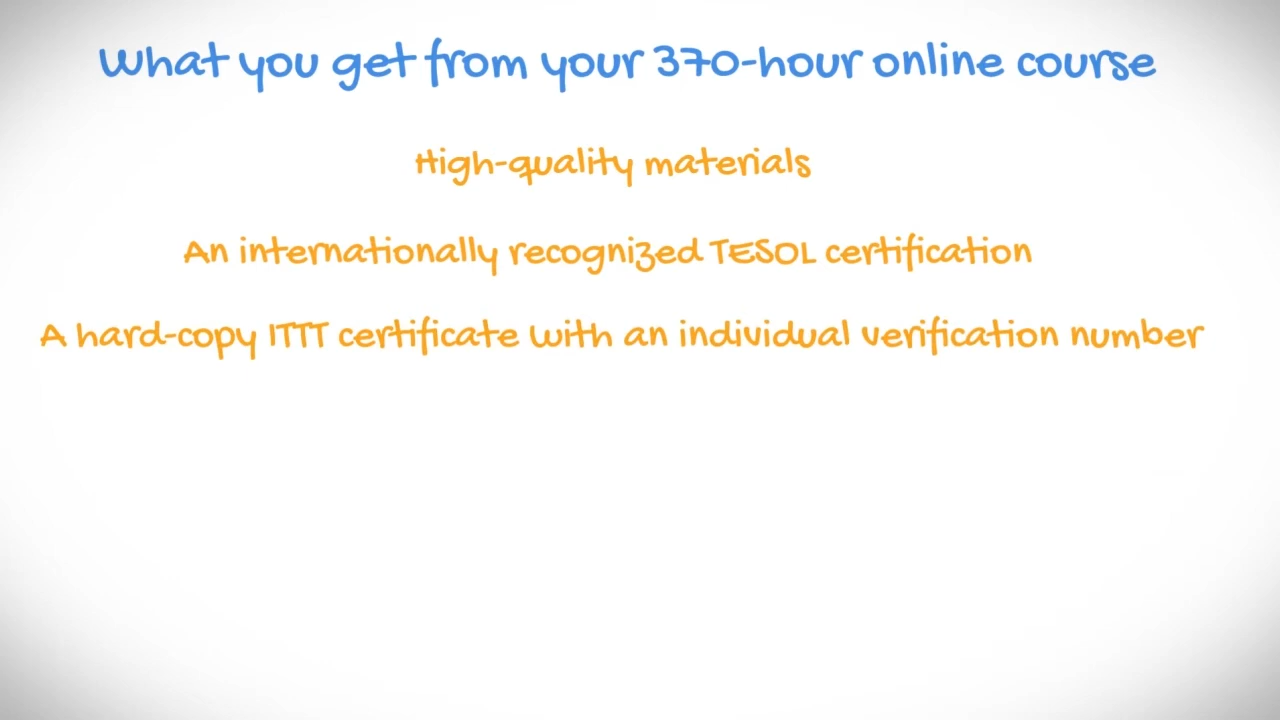 What you get from your 370-hour online course
High-quality materials
An internationally recognized TESOL certification
A hard-copy ITTT certificate with an individual verification number